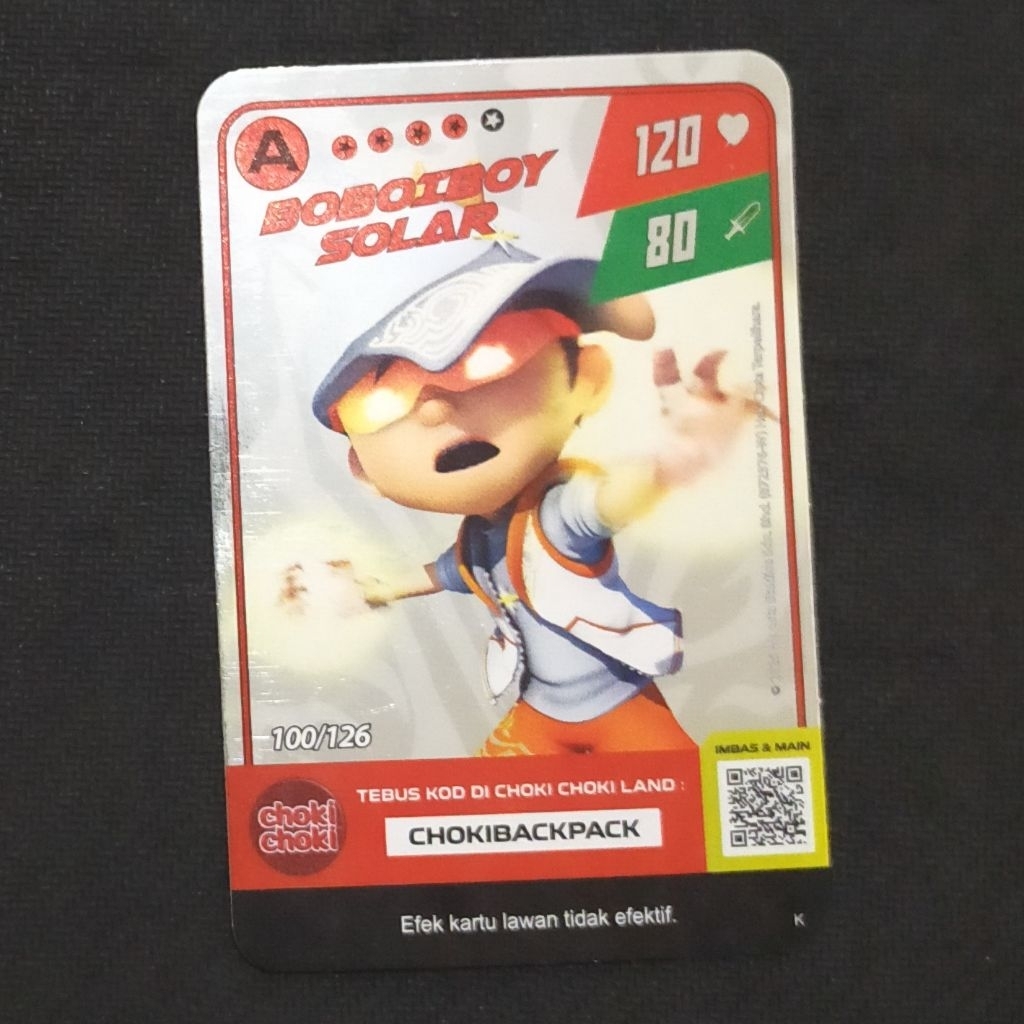 A
BOBOIBOY
SOLAR
120
80
100/126
choki
choki
TEBUS KOD DI CHOKI CHOKI LAND :
CHOKIBACKPACK
IMBAS & MAIN
Efek kartu lawan tidak efektif.
K